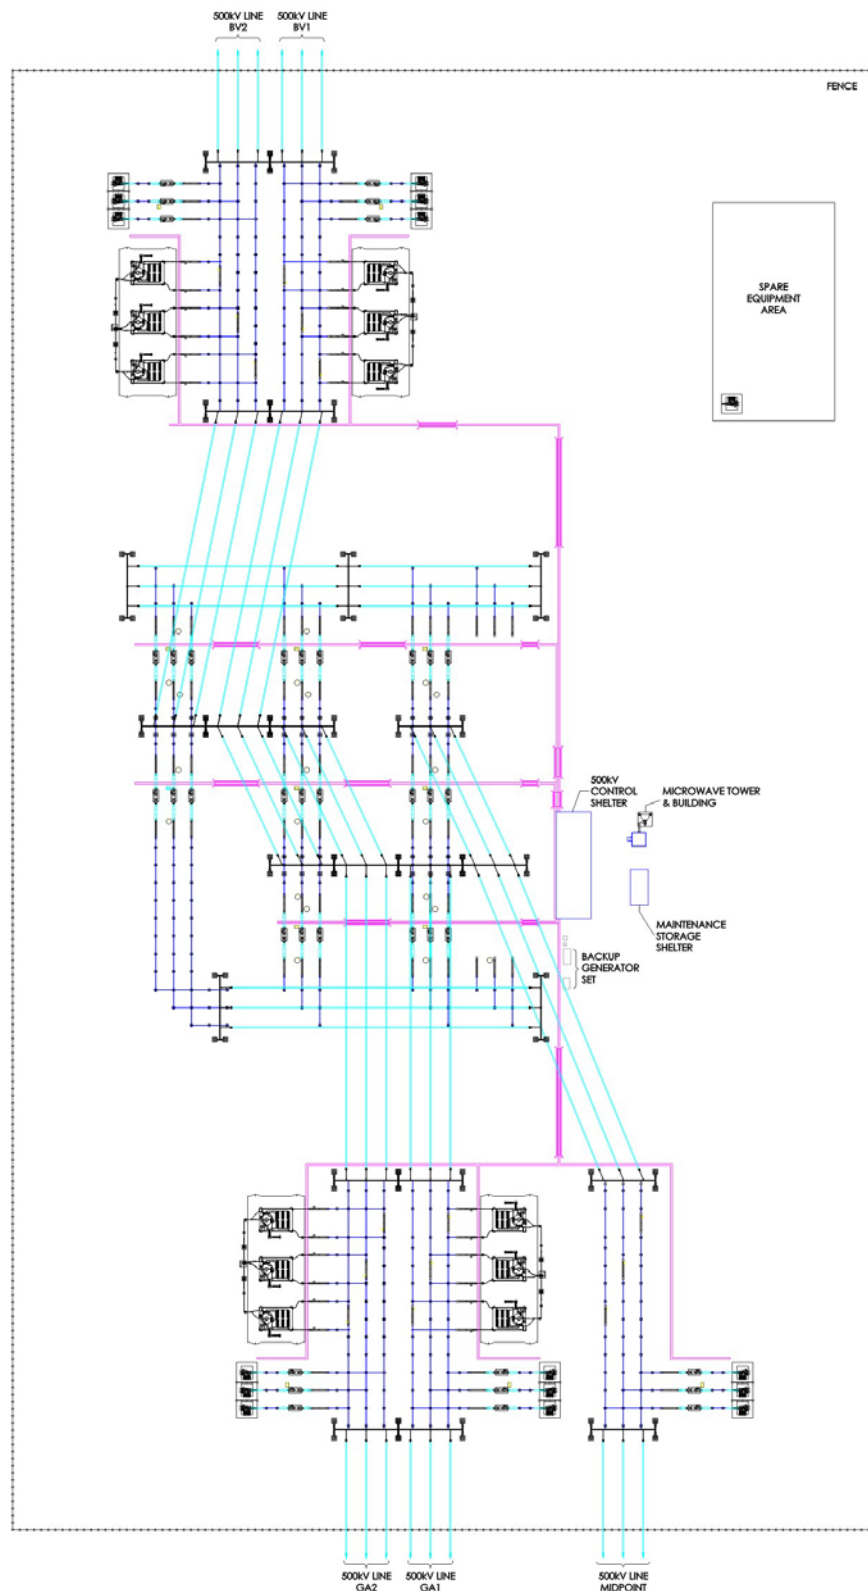 500kV LINE
BV2
500kV LINE
BV1
FENCE
SPARE
EQUIPMENT
AREA
500kV
CONTROL
SHELTER
MICROWAVE TOWER
& BUILDING
MAINTENANCE
STORAGE
SHELTER
BACKUP
GENERATOR
SET
500kV LINE
GA2
500kV LINE
GA1
500kV LINE
MIDPOINT